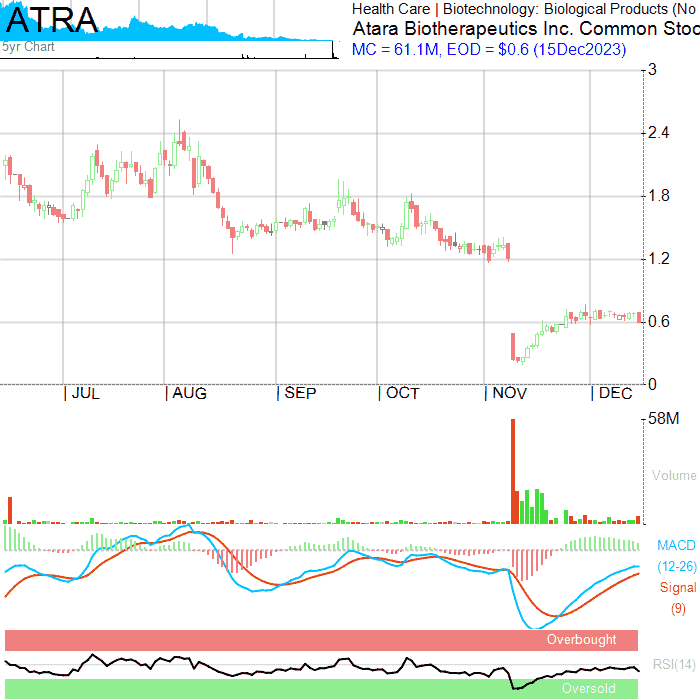 ATRA
5yr Chart
Health Care | Biotechnology: Biological Products (No
Atara Biotherapeutics Inc. Common Stoc
MC = 61.1M, EOD = $0.6 (15Dec2023)
3
2.4
1.8
1.2
0.6
0
| JUL | AUG | SEP | OCT | NOV | DEC
58M
Volume
MACD
(12-26)
Signal
(9)
Overbought
RSI(14)
Oversold